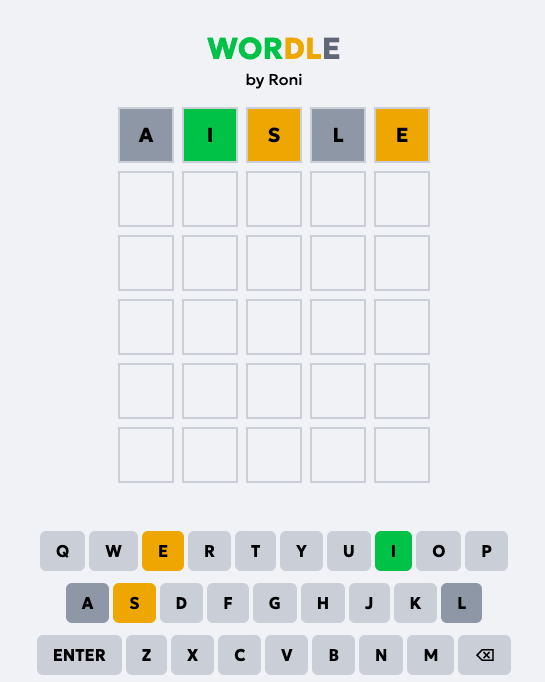 WORDLE
by Roni
A I S L E
Q W E R T Y U I O P
A S D F G H J K L
ENTER Z X C V B N M